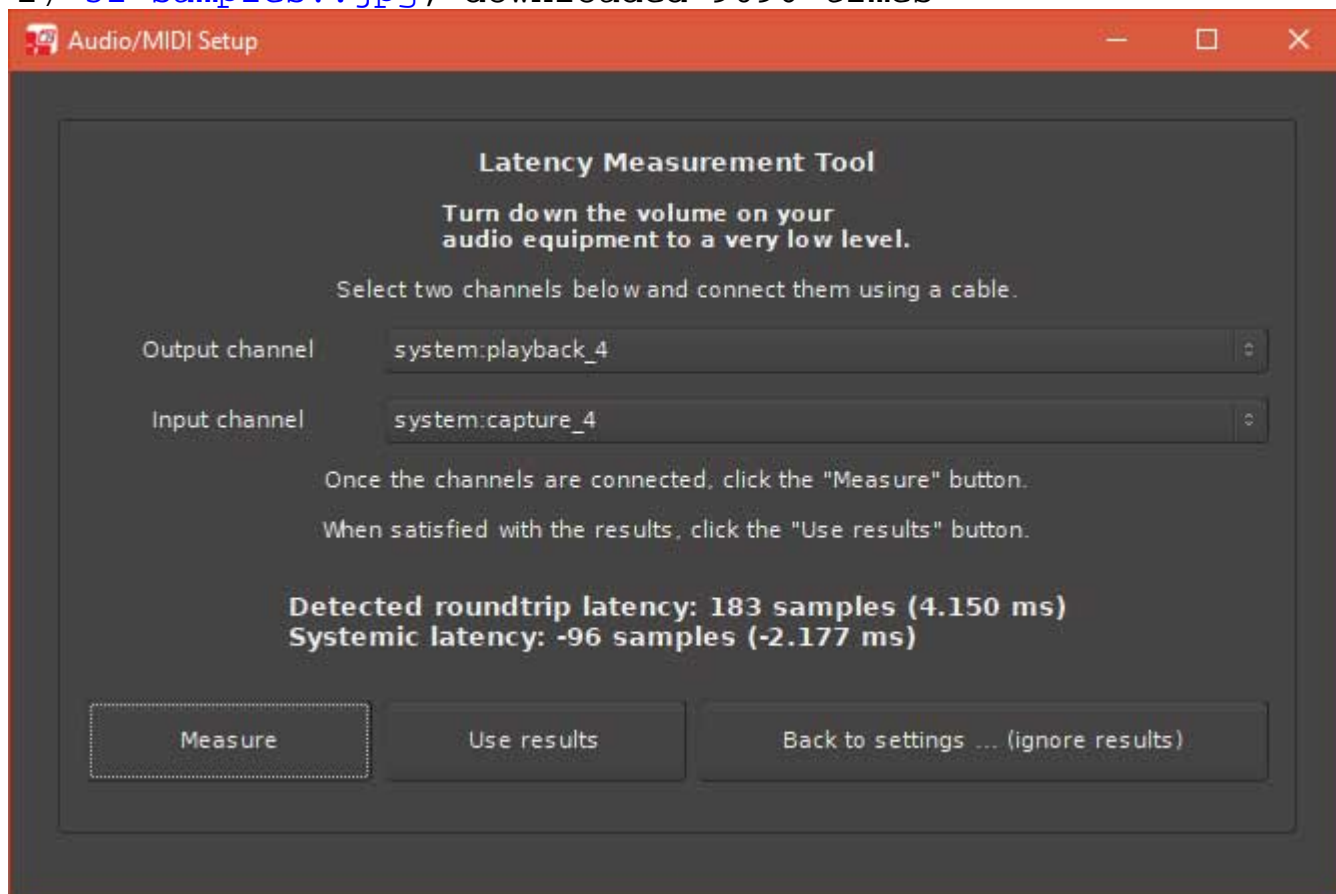 Audio/MIDI Setup
Latency Measurement Tool
Turn down the volume on your
audio equipment to a very low level.
Select two channels below and connect them using a cable.
Output channel system:playback_4
Input channel system:capture_4
Once the channels are connected, click the "Measure" button.
When satisfied with the results, click the "Use results" button.
Detected roundtrip latency: 183 samples (4.150 ms)
Systemic latency: -96 samples (-2.177 ms)
Measure Use results Back to settings ... (ignore results)